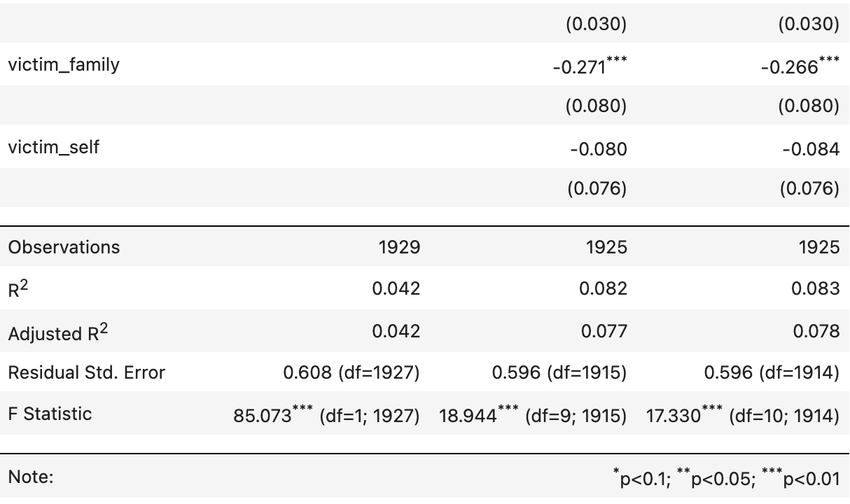 (0.030) (0.030)
victim_family -0.271*** -0.266***
(0.080) (0.080)
victim_self -0.080 -0.084
(0.076) (0.076)
Observations 1929 1925 1925
R2 0.042 0.082 0.083
Adjusted R2 0.042 0.077 0.078
Residual Std. Error 0.608 (df=1927) 0.596 (df=1915) 0.596 (df=1914)
F Statistic 85.073*** (df=1; 1927) 18.944*** (df=9; 1915) 17.330*** (df=10; 1914)
Note: *p<0.1; **p<0.05; ***p<0.01